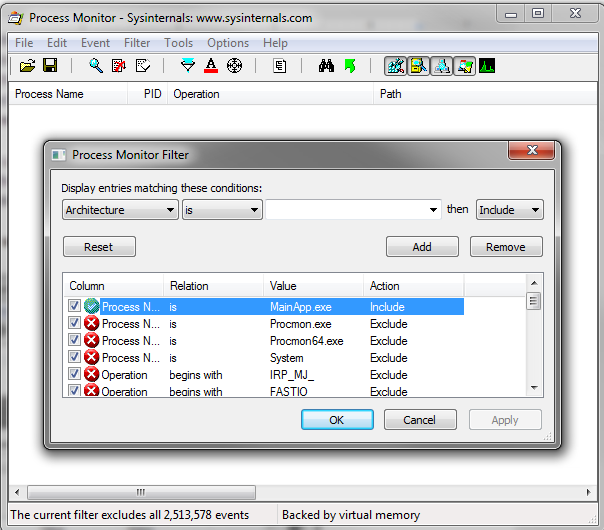 Process Monitor - Sysinternals: www.sysinternals.com
File Edit Event Filter Tools Options Help
Process Name PID Operation Path
Process Monitor Filter
Display entries matching these conditions:
Architecture is then Include
Reset Add Remove
Column Relation Value Action
Process N... is MainApp.exe Include
Process N... is Procmon.exe Exclude
Process N... is Procmon64.exe Exclude
Process N... is System Exclude
Operation begins with IRP_MJ_ Exclude
Operation begins with FASTIO Exclude
OK Cancel Apply
The current filter excludes all 2,513,578 events Backed by virtual memory